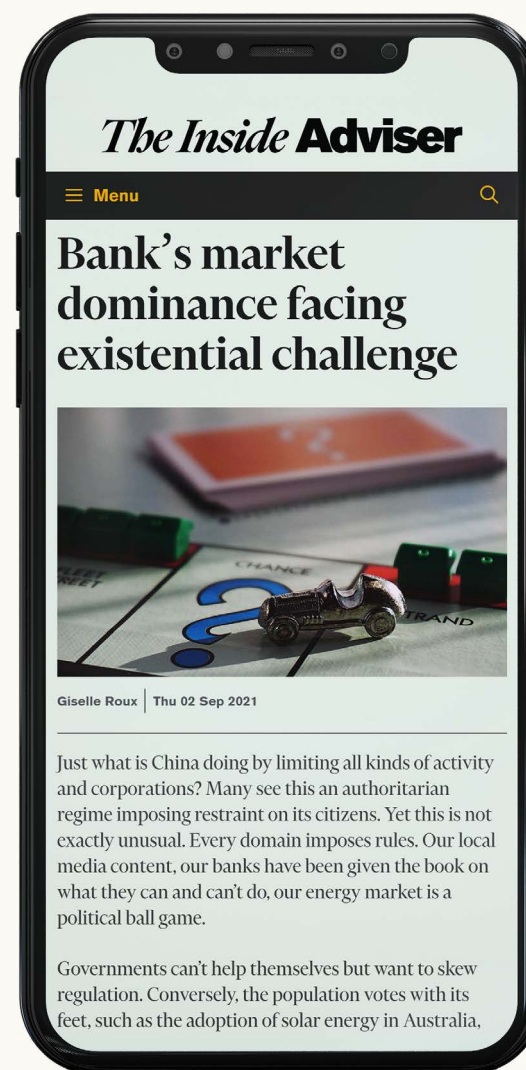 The Inside Adviser
Menu
Bank’s market
dominance facing
existential challenge
CHANCE
FLEET
STREET
STRAND
Giselle Roux | Thu 02 Sep 2021
Just what is China doing by limiting all kinds of activity
and corporations? Many see this an authoritarian
regime imposing restraint on its citizens. Yet this is not
exactly unusual. Every domain imposes rules. Our local
media content, our banks have been given the book on
what they can and can’t do, our energy market is a
political ball game.
Governments can’t help themselves but want to skew
regulation. Conversely, the population votes with its
feet, such as the adoption of solar energy in Australia,